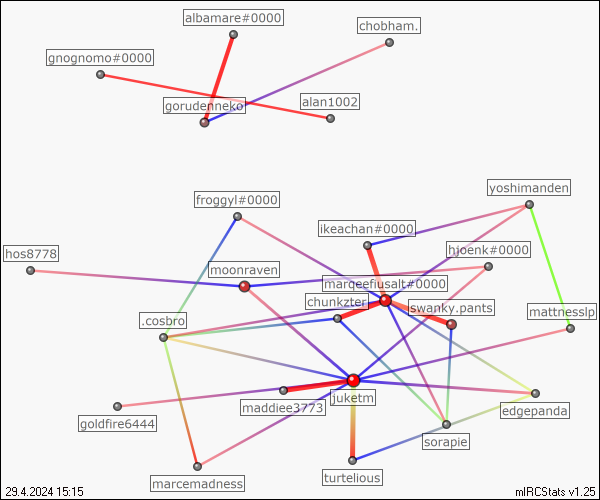 albamare#0000
chobham.
gnognomo#0000
alan1002
gorudenneko
yoshimanden
froggyl#0000
ikeachan#0000
hjoenk#0000
hos8778
moonraven
marqeefiusalt#0000
chunkzter
swanky.pants
mattnesslp
.cosbro
juketm
maddiee3773
edgepanda
goldfire6444
sorapie
turtelious
marcemadness
29.4.2024 15:15
mIRCStats v1.25